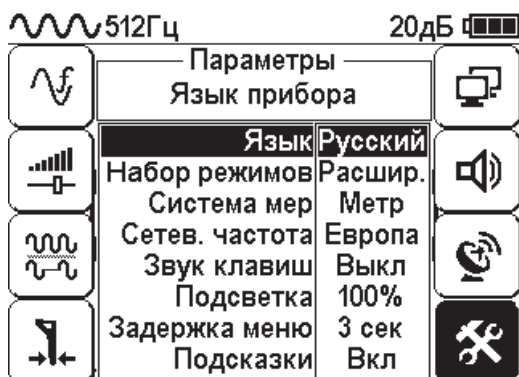 512Гц 20дБ
Параметры
Язык прибора
Язык Русский
Набор режимов Расшир.
Система мер Метр
Сетев. частота Европа
Звук клавиш Выкл
Подсветка 100%
Задержка меню 3 сек
Подсказки Вкл
f